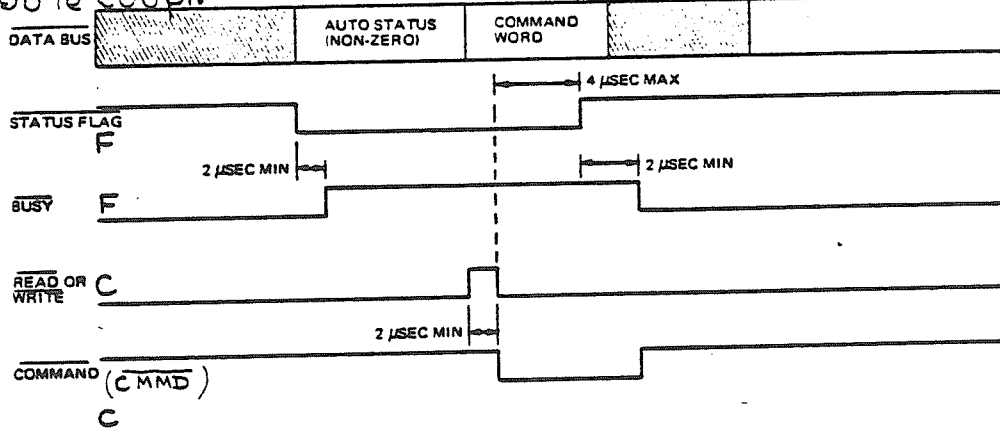 DATA BUS
AUTO STATUS
(NON-ZERO)
COMMAND
WORD
4 µSEC MAX
STATUS FLAG
F
2 µSEC MIN
2 µSEC MIN
BUSY F
READ OR C
WRITE
2 µSEC MIN
COMMAND (CMMD)
C